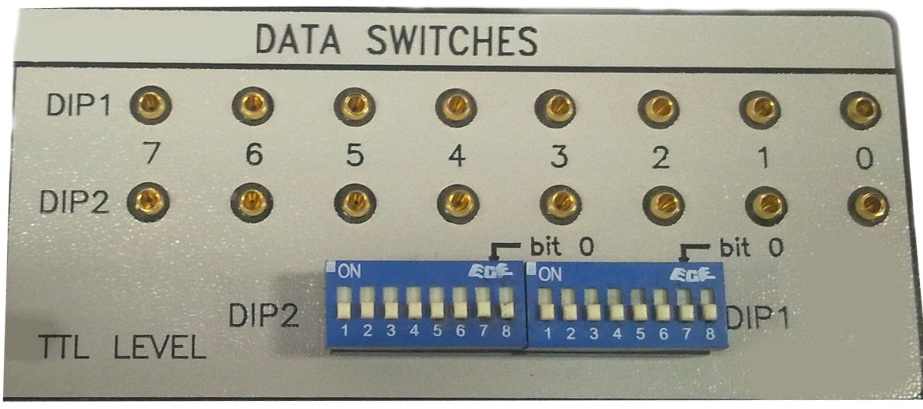 DATA SWITCHES
DIP1
7 6 5 4 3 2 1 0
DIP2
bit 0 bit 0
ON ECE ON ECE
DIP2 1 2 3 4 5 6 7 8 1 2 3 4 5 6 7 8 DIP1
TTL LEVEL